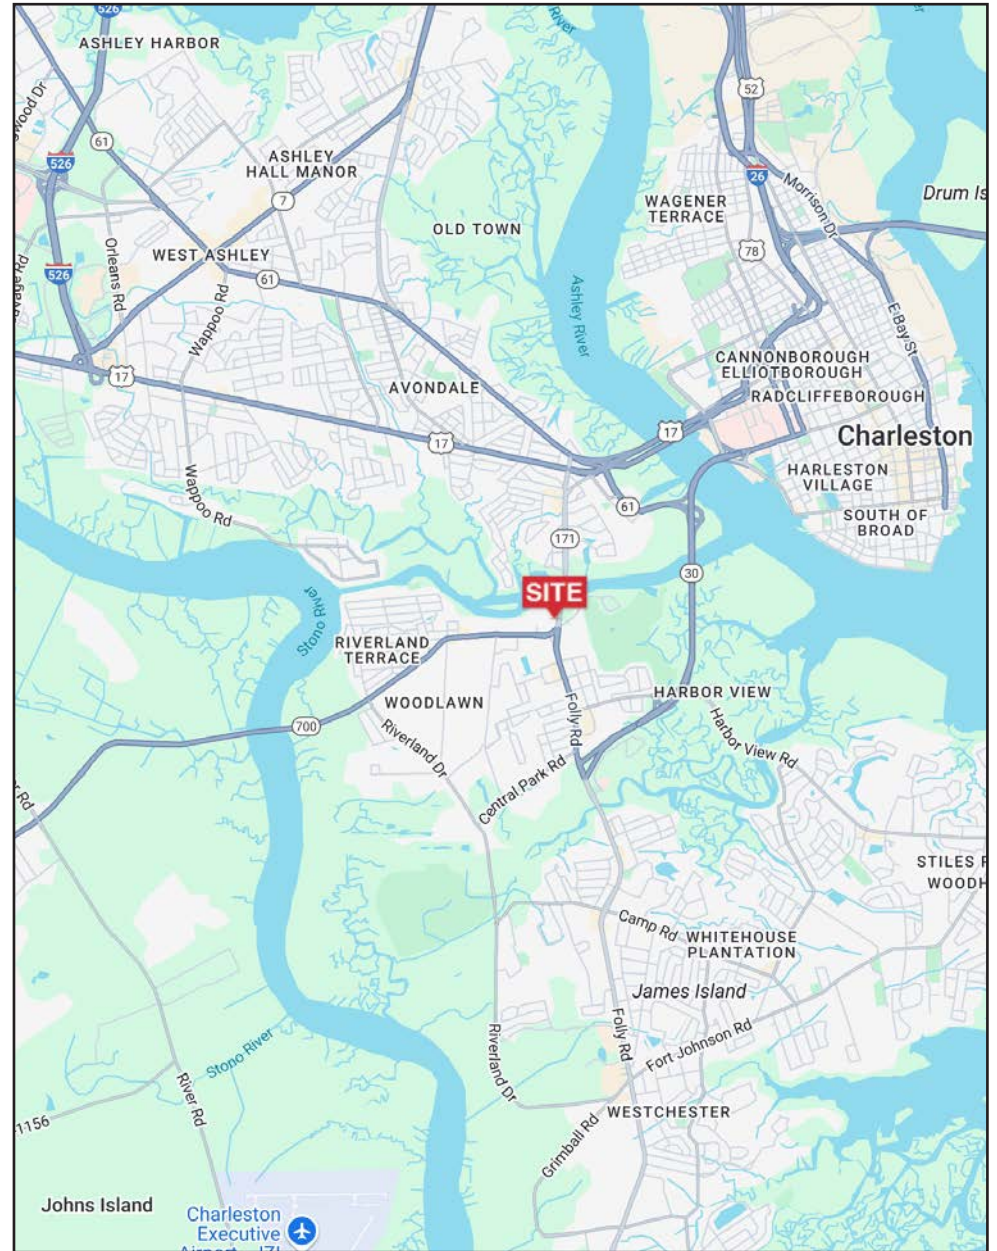 526
ASHLEY HARBOR
River
River
52
61
526
ASHLEY
HALL MANOR
7
26
Morrison Dr
WAGENER
TERRACE
Drum Is
OLD TOWN
Orleans Rd
WEST ASHLEY
78
526
61
Wappoo Rd
Ashley River
E Bay St
CANNONBOROUGH
ELLIOTBOROUGH
17
AVONDALE
RADCLIFFEBOROUGH
17
17
Charleston
HARLESTON
VILLAGE
Wappoo Rd
61
SOUTH OF
BROAD
171
30
SITE
Stono River
RIVERLAND
TERRACE
HARBOR VIEW
WOODLAWN
Folly Rd
700
Riverland Dr
Harbor View Rd
Central Park Rd
STILES
WOODH
Camp Rd
WHITEHOUSE
PLANTATION
James Island
Folly Rd
Stono River
Riverland Dr
Fort Johnson Rd
River Rd
1156
WESTCHESTER
Grimball Rd
Johns Island
Charleston
Executive